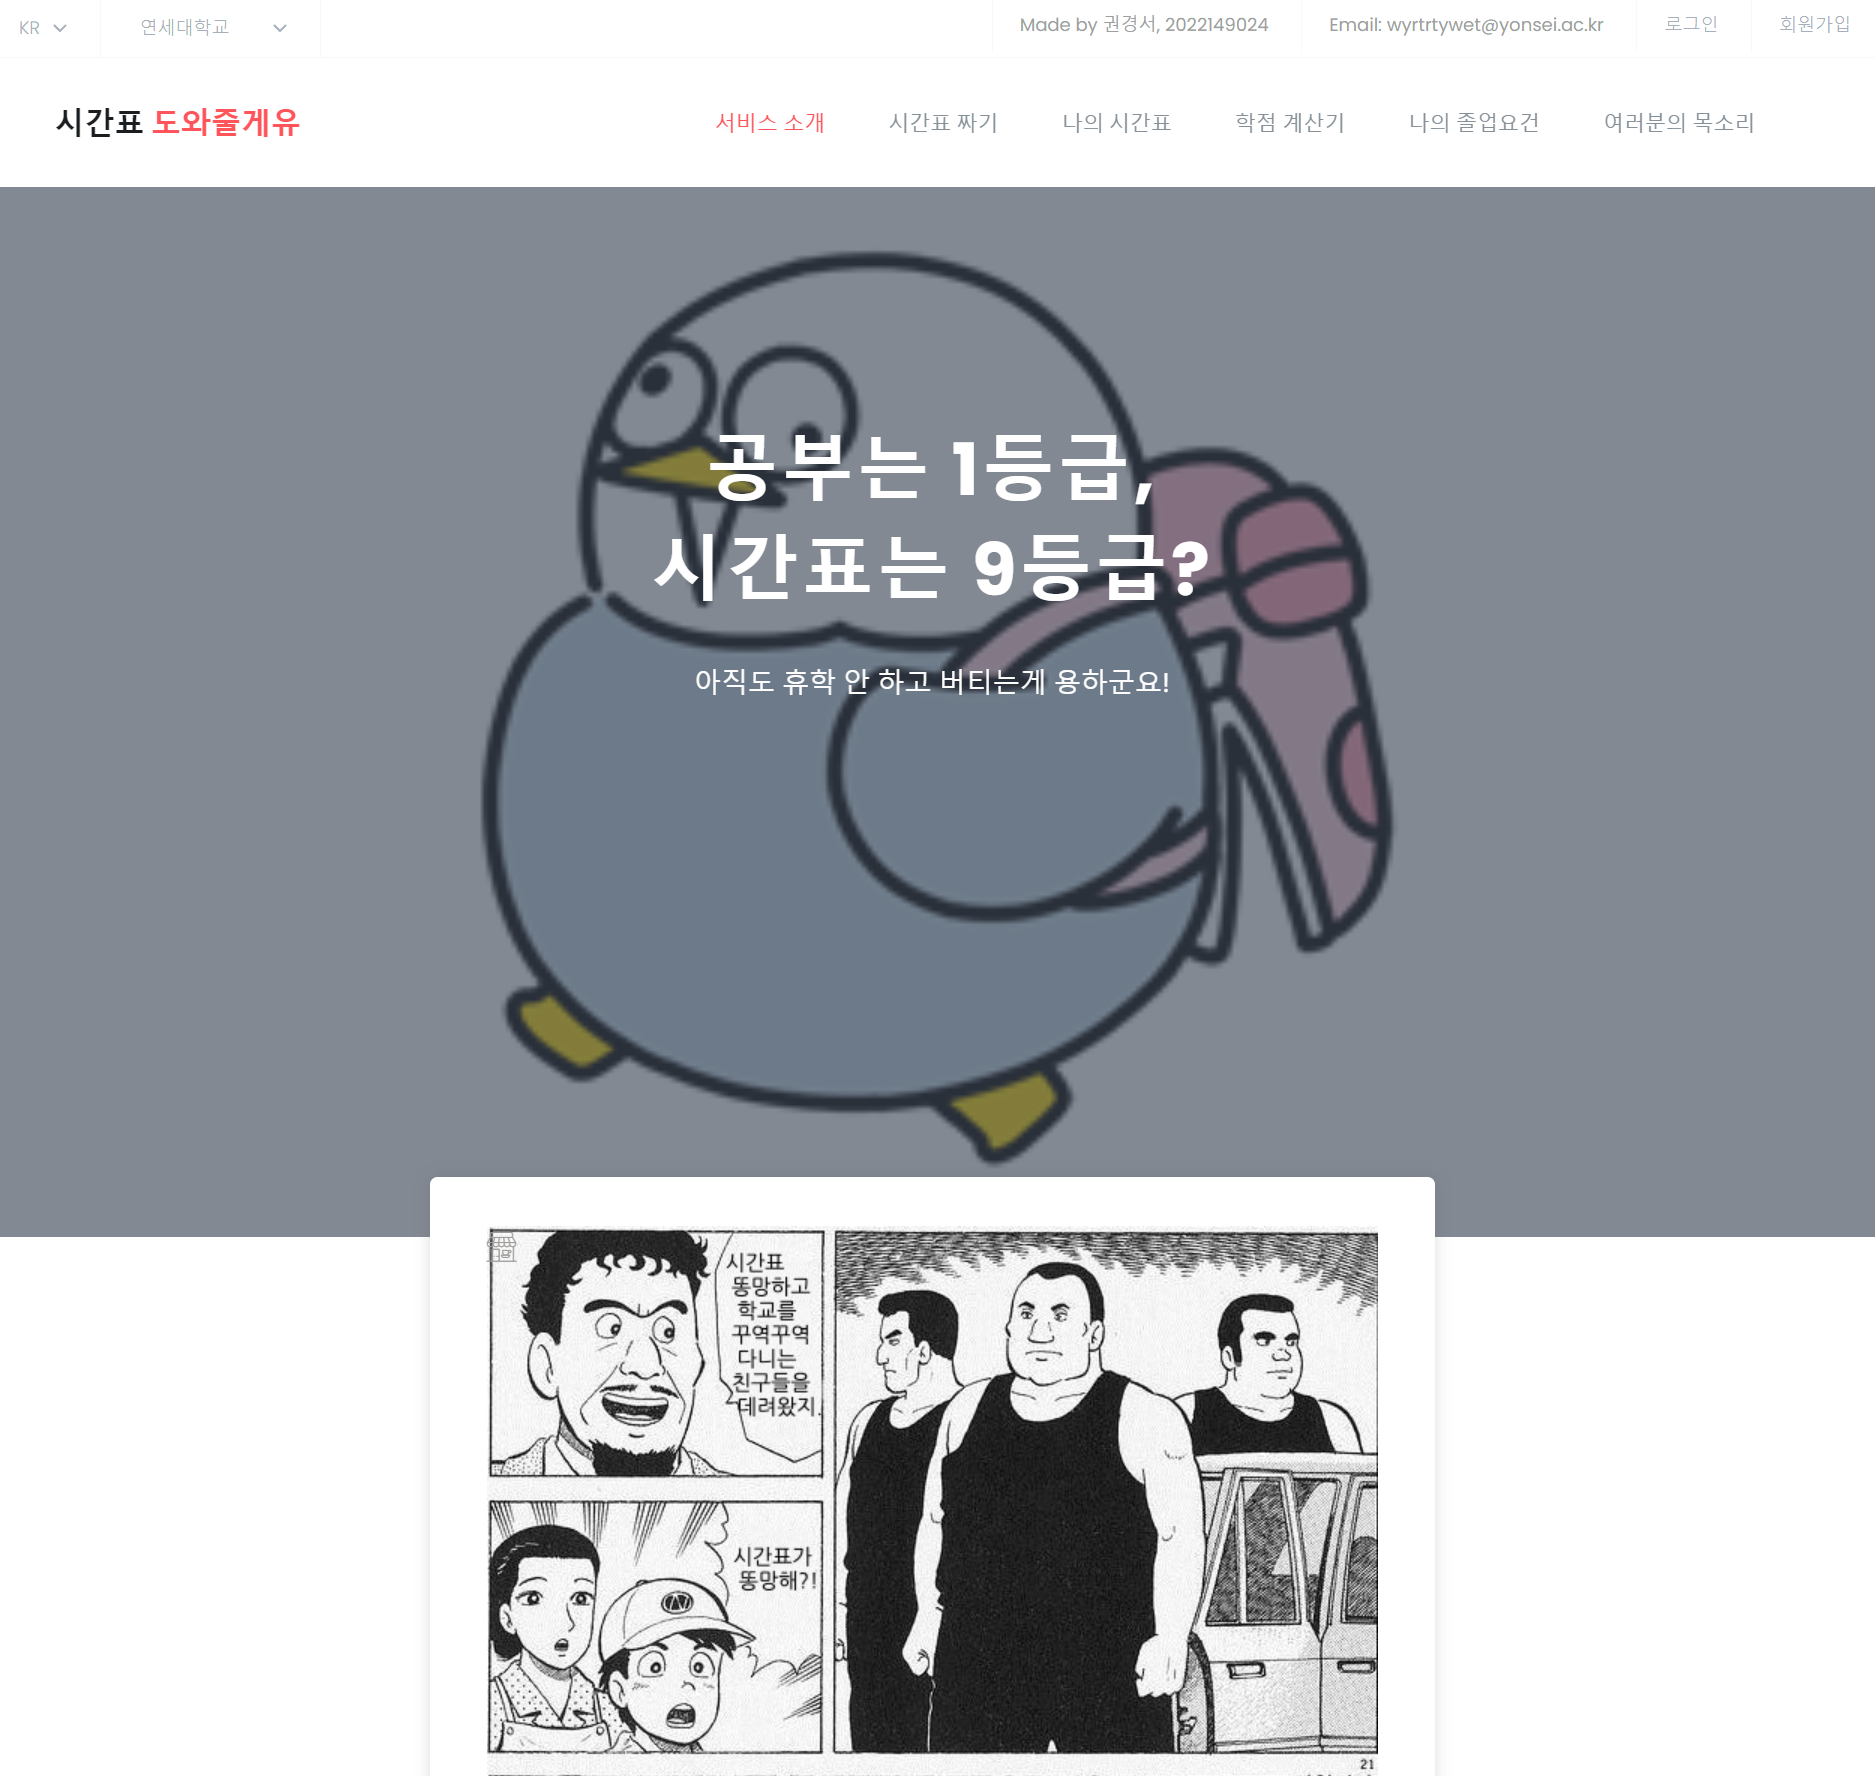 KR
연세대학교
Made by 권경서, 2022149024
Email: wyrtrtywet@yonsei.ac.kr
로그인
회원가입
시간표 도와줄게유
서비스 소개
시간표 짜기
나의 시간표
학점 계산기
나의 졸업요건
여러분의 목소리
공부는 1등급,
시간표는 9등급?
아직도 휴학 안 하고 버티는게 용하군요!
시간표
똥망하고
학교를
꾸역꾸역
다니는
친구들을
데려왔지.
시간표가
똥망해?!
21